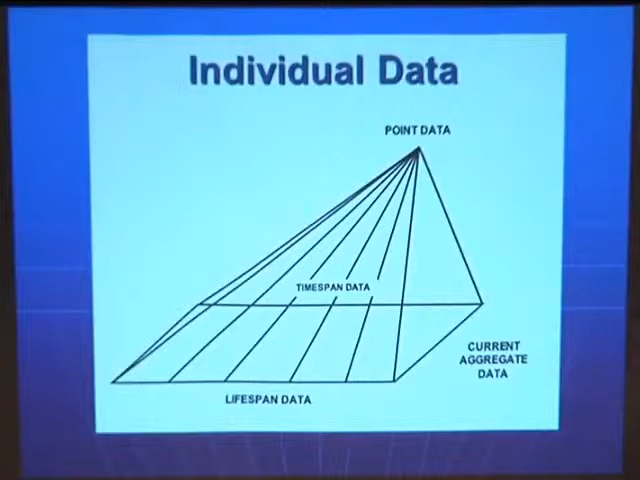 Individual Data
POINT DATA
TIMESPAN DATA
CURRENT
AGGREGATE
DATA
LIFESPAN DATA